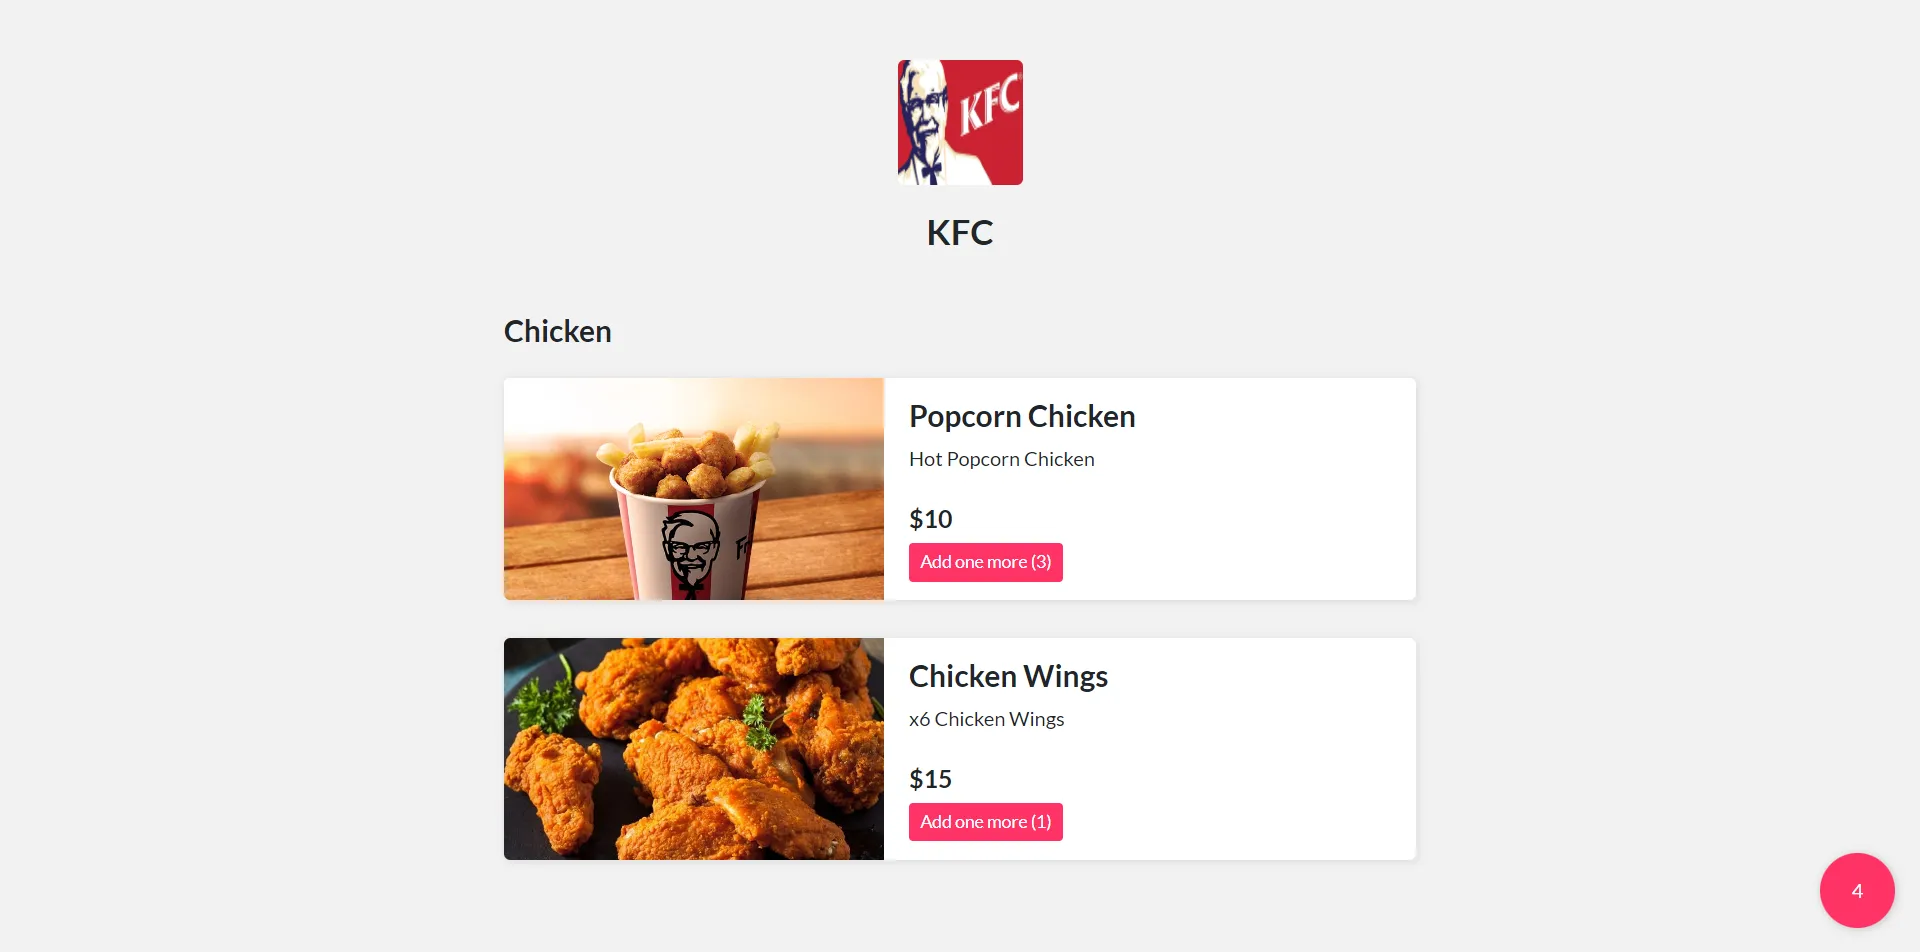 KFC
KFC
Chicken
Popcorn Chicken
Hot Popcorn Chicken
$10
Add one more (3)
Chicken Wings
x6 Chicken Wings
$15
Add one more (1)
4